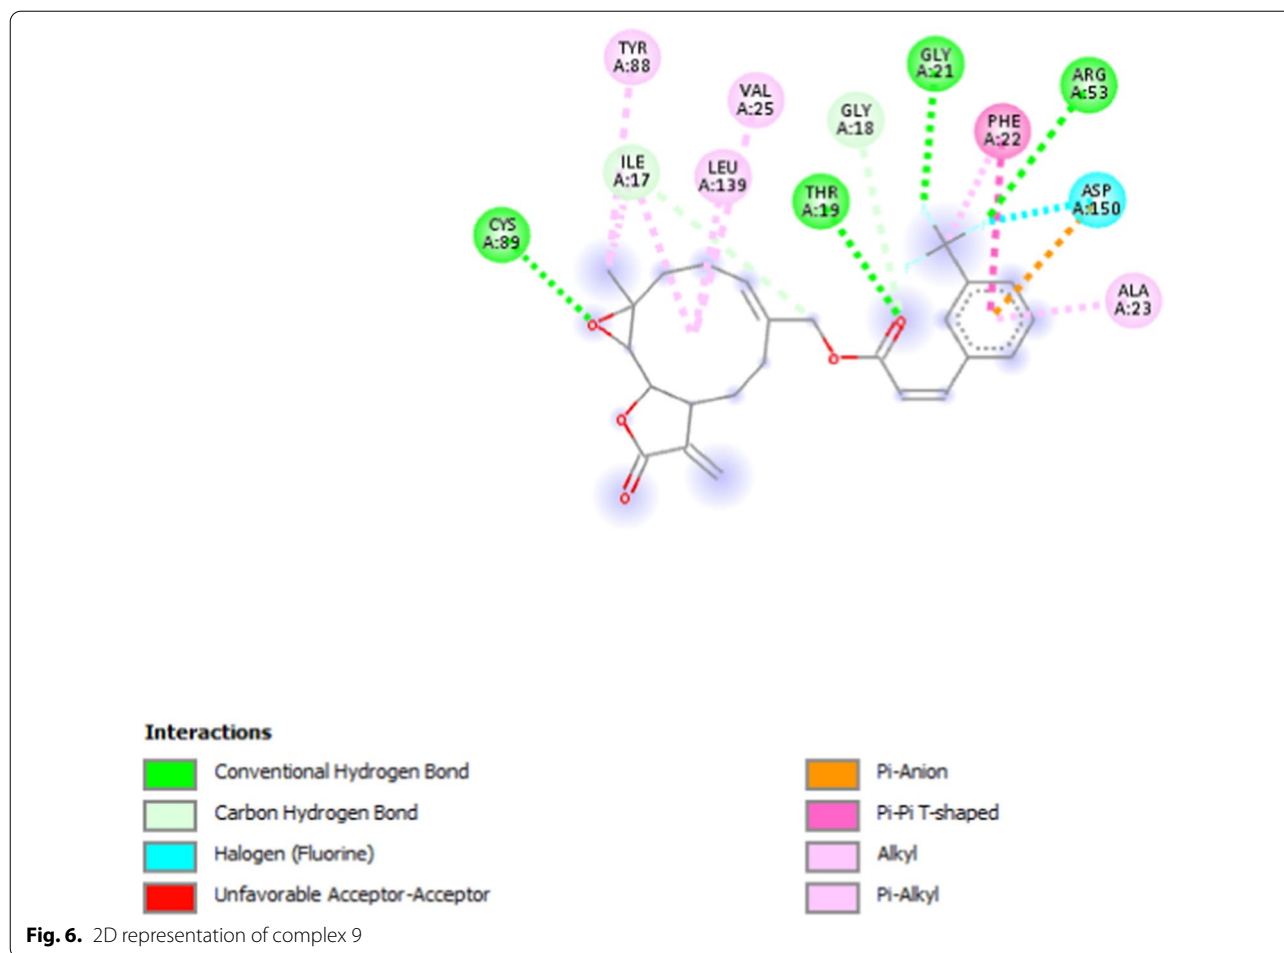 TYR
A:88
VAL
A:25
GLY
A:18
GLY
A:21
ARG
A:53
PHE
A:22
ILE
A:17
LEU
A:139
THR
A:19
ASP
A:150
CYS
A:89
ALA
A:23
O
O
O
O
O
Interactions
Conventional Hydrogen Bond
Carbon Hydrogen Bond
Halogen (Fluorine)
Unfavorable Acceptor-Acceptor
Pi-Anion
Pi-Pi T-shaped
Alkyl
Pi-Alkyl
Fig. 6. 2D representation of complex 9